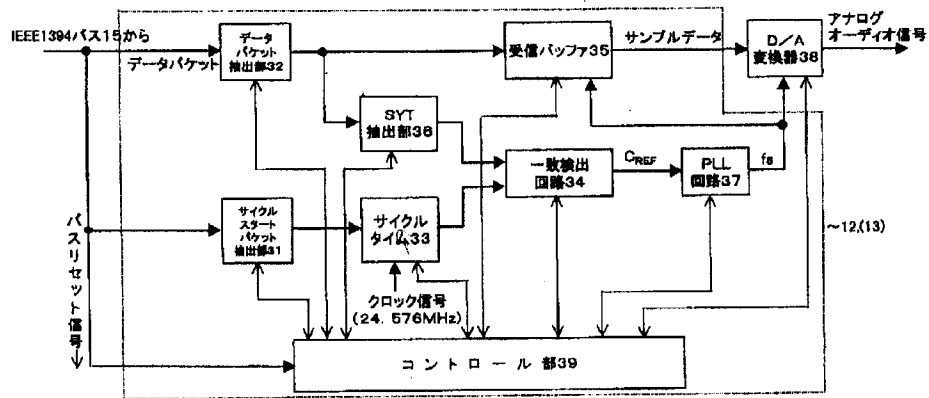 IEEE1394バス15から
データパケット
データ
パケット
抽出部32
受信バッファ35
サンプルデータ
D/A
変換器38
アナログ
オーディオ信号
SYT
抽出部36
一致検出
回路34
CREF
PLL
回路37
fs
サイクル
スタート
パケット
抽出部31
サイクル
タイム33
クロック信号
(24.576MHz)
~12,(13)
バスリセット信号
コントロール部39